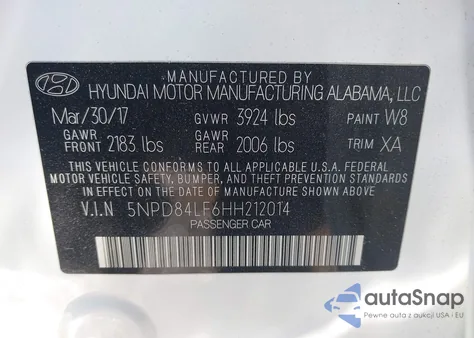 MANUFACTURED BY
HYUNDAI MOTOR MANUFACTURING ALABAMA, LLC
Mar/30/17 GVWR 3924 lbs PAINT W8
GAWR FRONT 2183 lbs GAWR REAR 2006 lbs TRIM XA
THIS VEHICLE CONFORMS TO ALL APPLICABLE U.S.A. FEDERAL
MOTOR VEHICLE SAFETY, BUMPER, AND THEFT PREVENTION STANDARDS
IN EFFECT ON THE DATE OF MANUFACTURE SHOWN ABOVE.
V.I.N 5NPD84LF6HH212014
PASSENGER CAR
autoSnap
Pewne auta z aukcji USA i EU